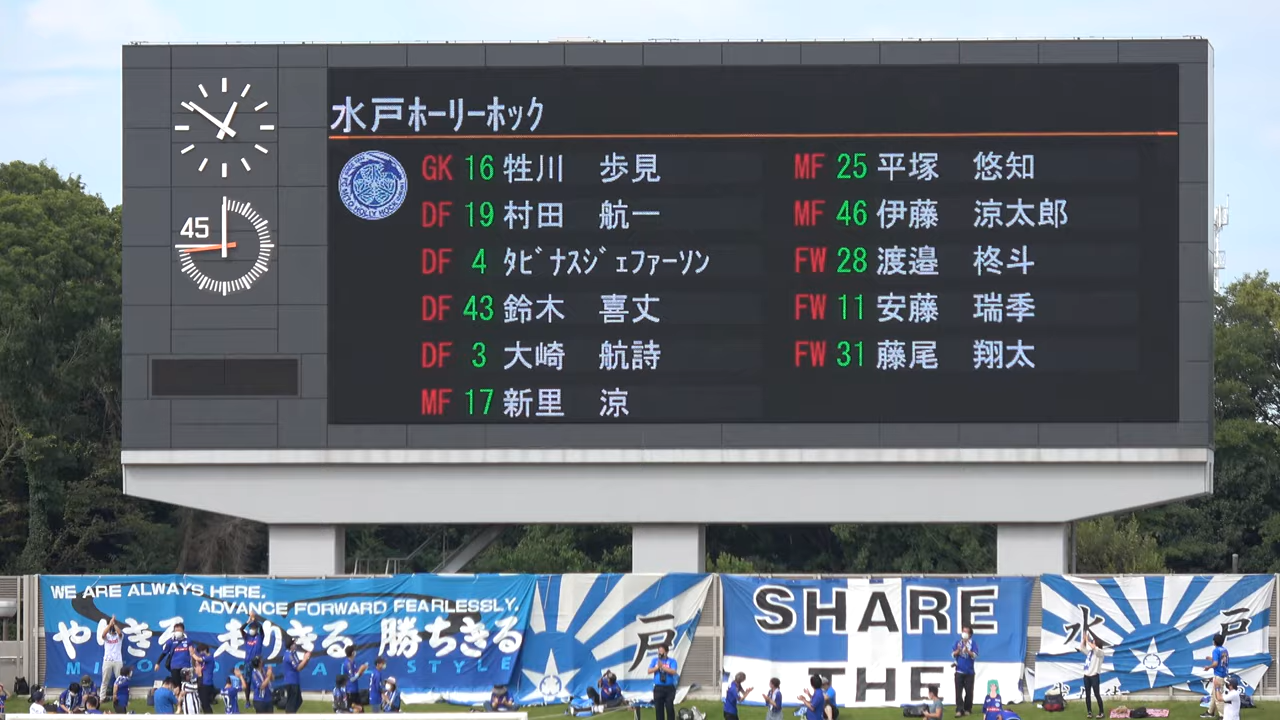 水戸ﾎｰﾘｰﾎｯｸ
GK 16 牲川 歩見
DF 19 村田 航一
DF 4 ﾀﾋﾞﾅｽｼﾞｪﾌｧｰｿﾝ
DF 43 鈴木 喜丈
DF 3 大崎 航詩
MF 17 新里 涼
MF 25 平塚 悠知
MF 46 伊藤 涼太郎
FW 28 渡邉 柊斗
FW 11 安藤 瑞季
FW 31 藤尾 翔太
45
WE ARE ALWAYS HERE.
ADVANCE FORWARD FEARLESSLY.
やりきる 走りきる 勝ちきる
STYLE
戸
SHARE
THE
水 戸